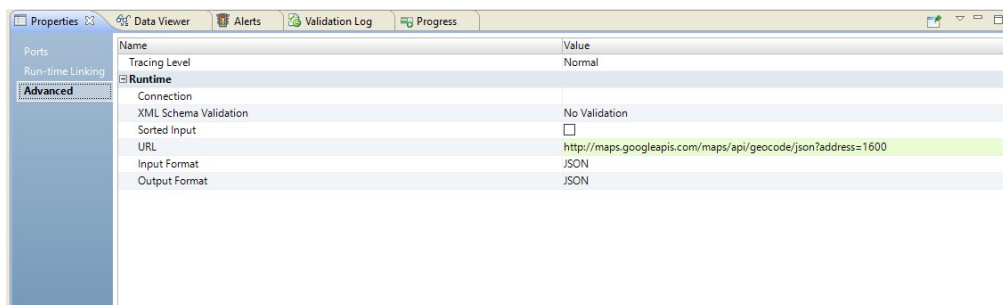 Properties Data Viewer Alerts Validation Log Progress
Name Value
Ports
Tracing Level Normal
Run-time Linking
Runtime
Advanced
Connection
XML Schema Validation No Validation
Sorted Input
URL http://maps.googleapis.com/maps/api/geocode/json?address=1600
Input Format JSON
Output Format JSON